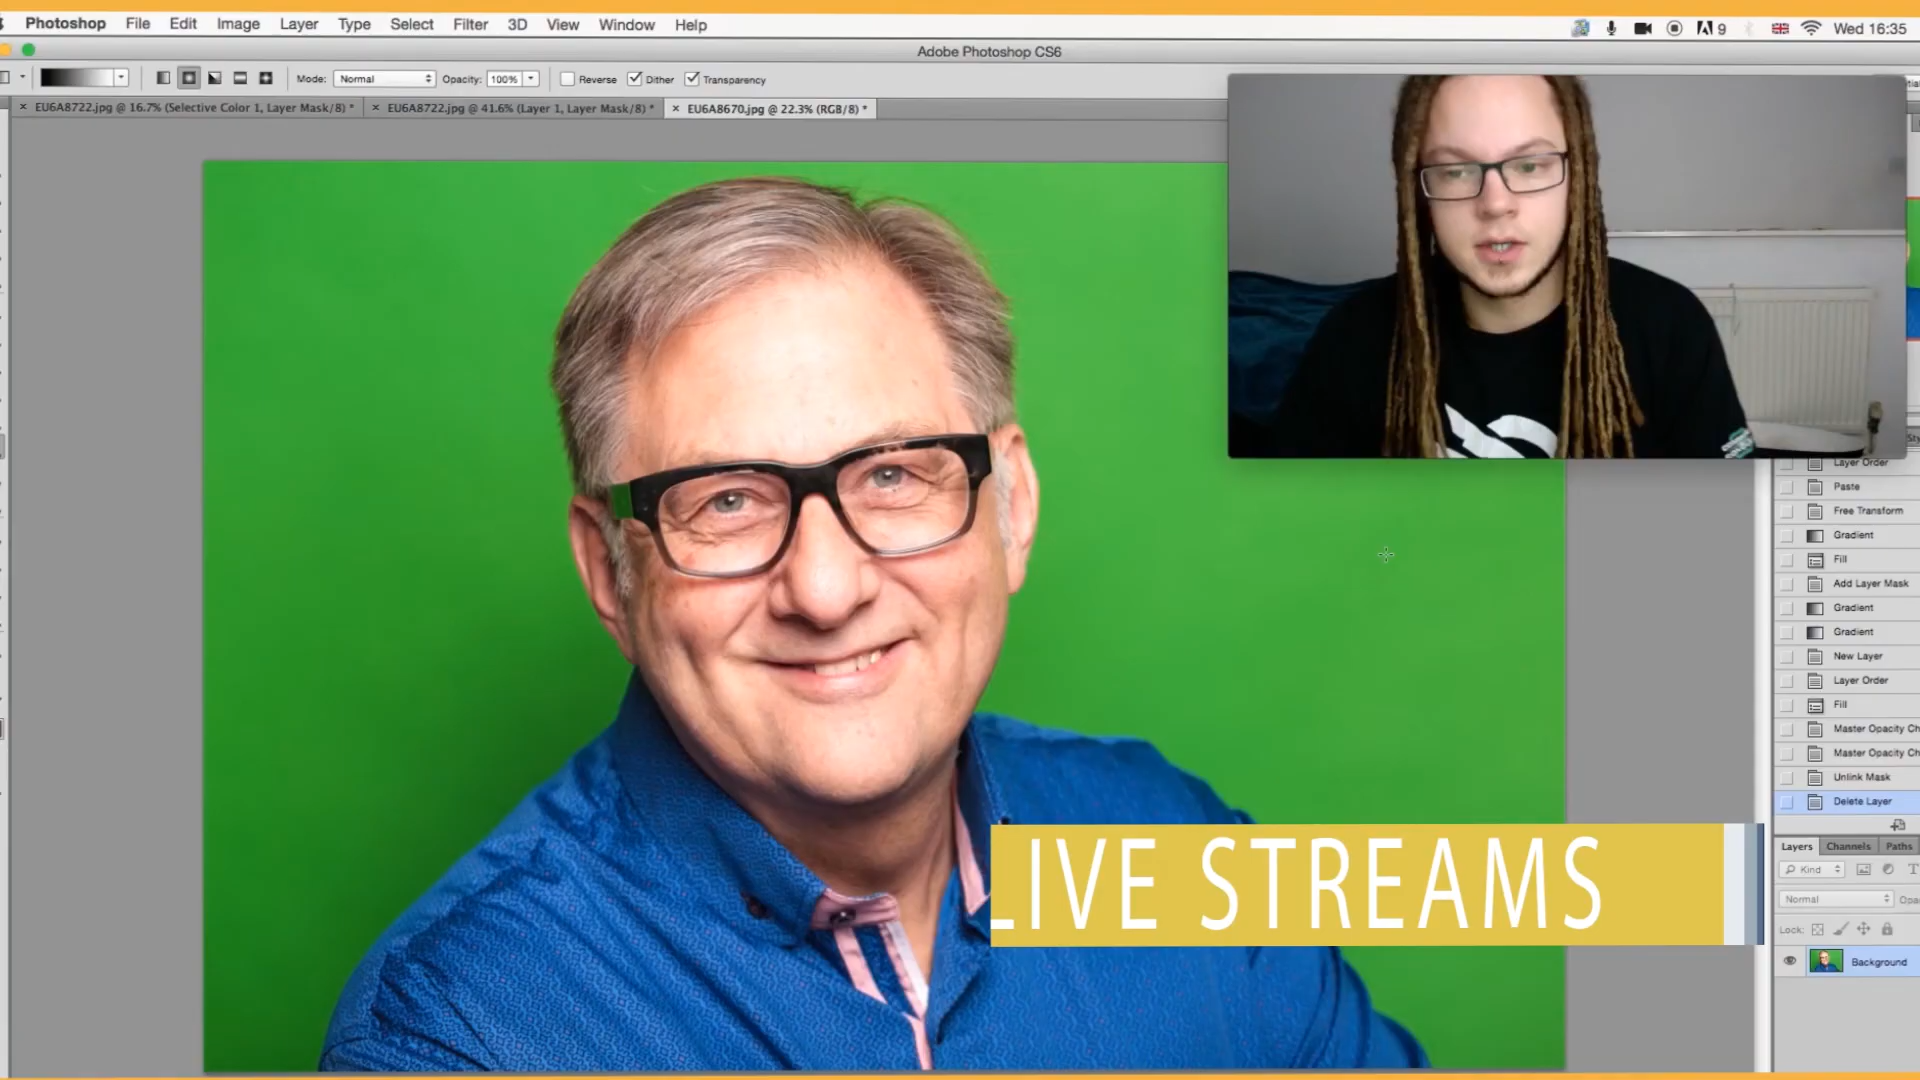 Photoshop File Edit Image Layer Type Select Filter 3D View Window Help
9 Wed 16:35
Adobe Photoshop CS6
Mode: Normal Opacity: 100% Reverse Dither Transparency
EU6A8722.jpg @ 16.7% (Selective Color 1, Layer Mask/8) *
EU6A8722.jpg @ 41.6% (Layer 1, Layer Mask/8) *
EU6A8670.jpg @ 22.3% (RGB/8) *
Layer Order
Paste
Free Transform
Gradient
Fill
Add Layer Mask
Gradient
Gradient
New Layer
Layer Order
Fill
Master Opacity Ch
Master Opacity Ch
Unlink Mask
Delete Layer
LIVE STREAMS
Layers Channels Paths
Kind
Normal Opa
Lock:
Background